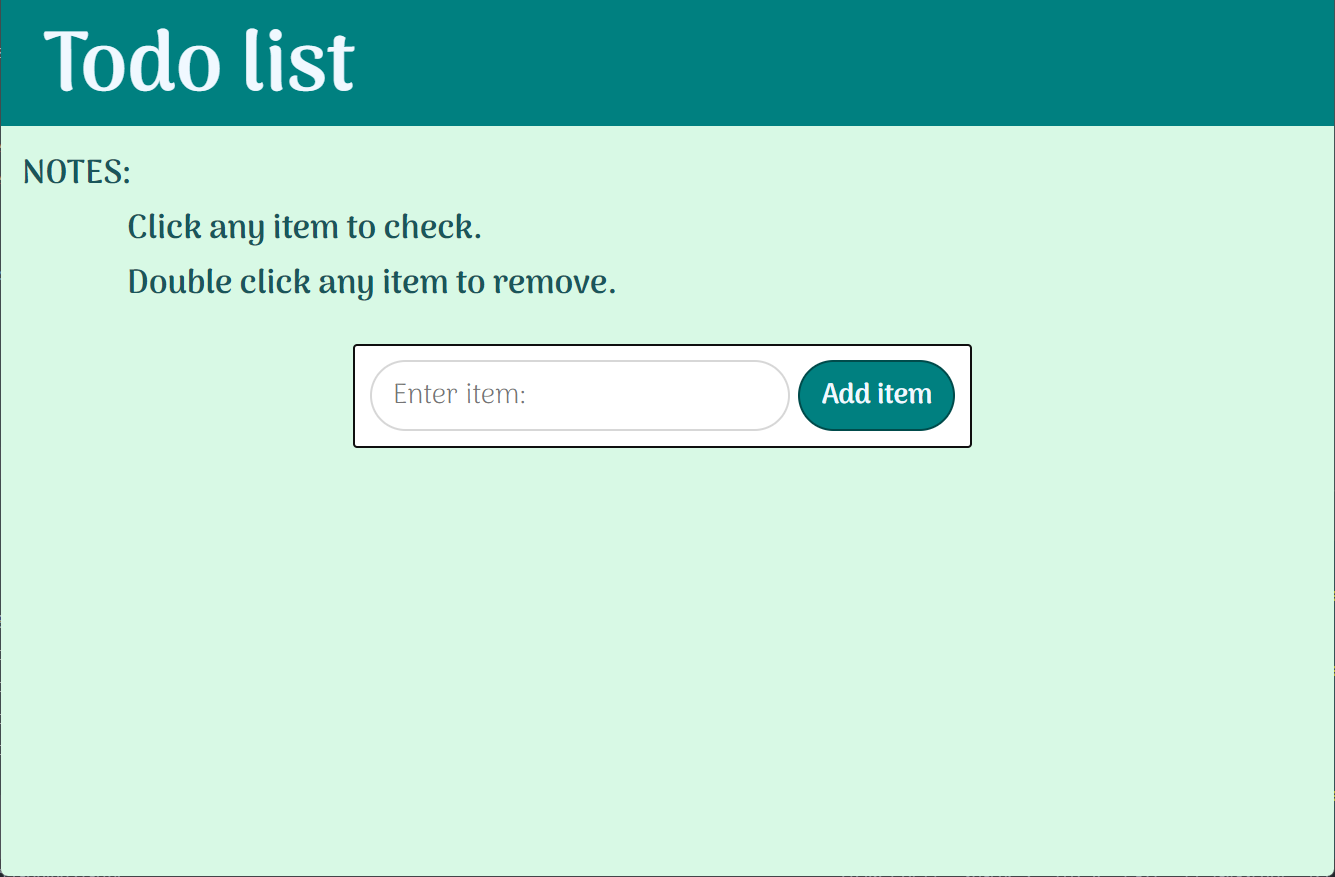 Todo list
NOTES:
Click any item to check.
Double click any item to remove.
Enter item:
Add item